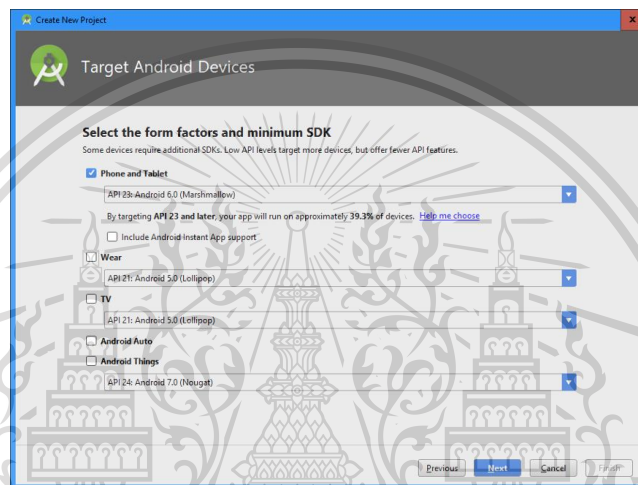 Create New Project
Target Android Devices
Select the form factors and minimum SDK
Some devices require additional SDKs. Low API levels target more devices, but offer fewer API features.
Phone and Tablet
API 23: Android 6.0 (Marshmallow)
By targeting API 23 and later, your app will run on approximately 39.3% of devices. Help me choose
Include Android Instant App support
Wear
API 21: Android 5.0 (Lollipop)
TV
API 21: Android 5.0 (Lollipop)
Android Auto
Android Things
API 24: Android 7.0 (Nougat)
Previous Next Cancel Finish